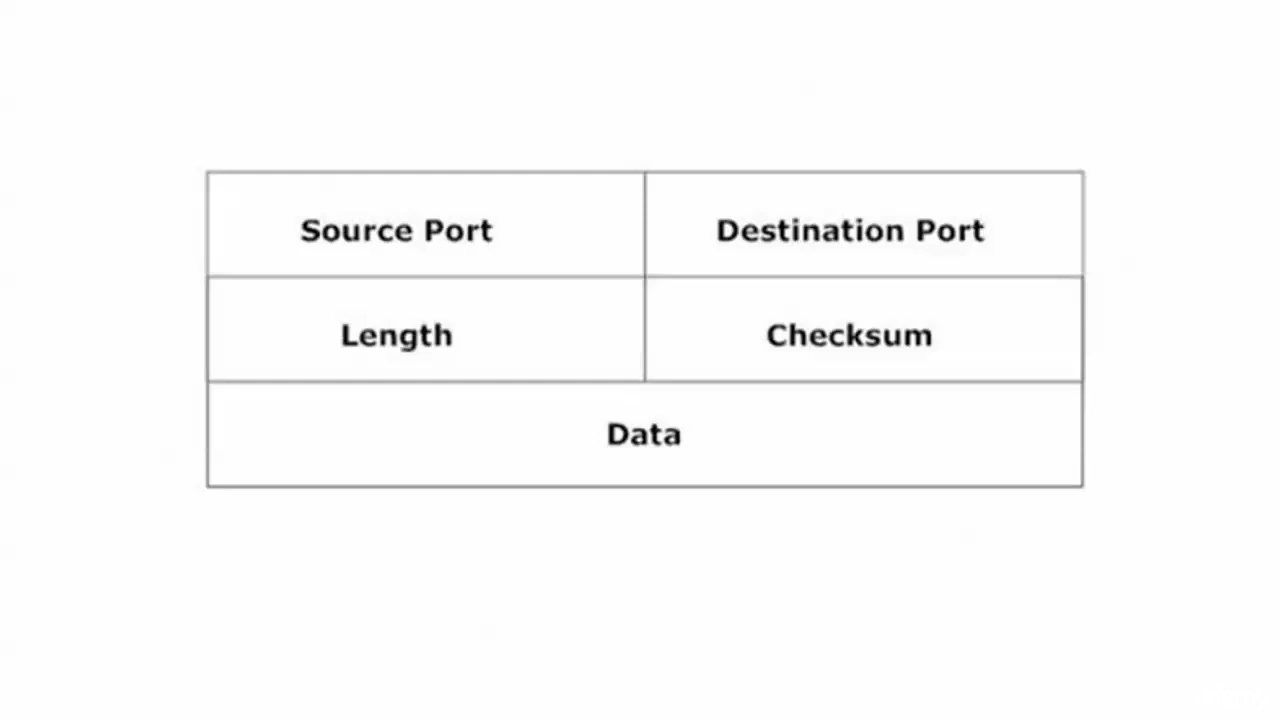 Source Port
Destination Port
Length
Checksum
Data